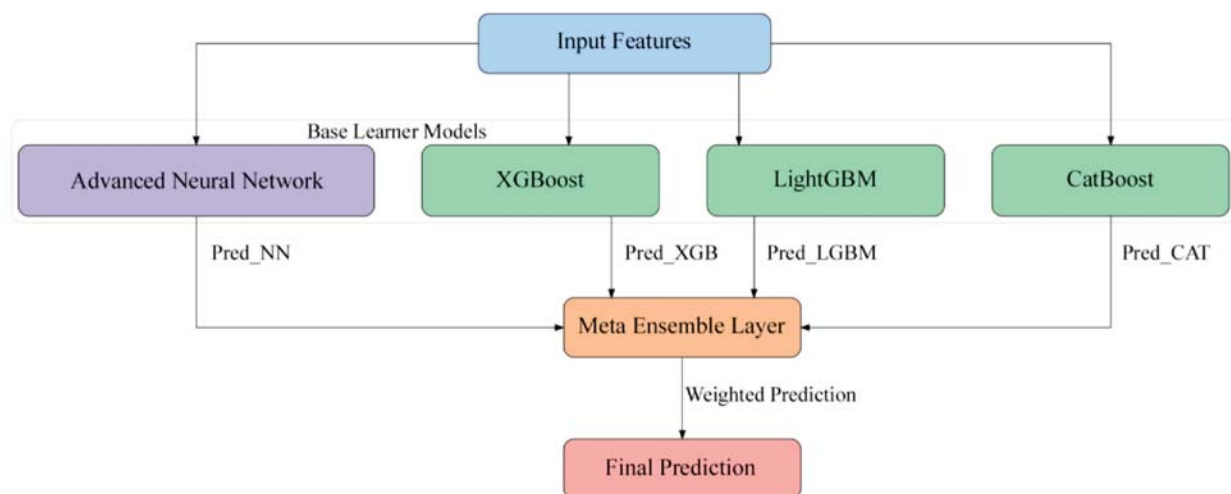 Input Features
Base Learner Models
Advanced Neural Network
XGBoost
LightGBM
CatBoost
Pred_NN
Pred_XGB
Pred_LGBM
Pred_CAT
Meta Ensemble Layer
Weighted Prediction
Final Prediction